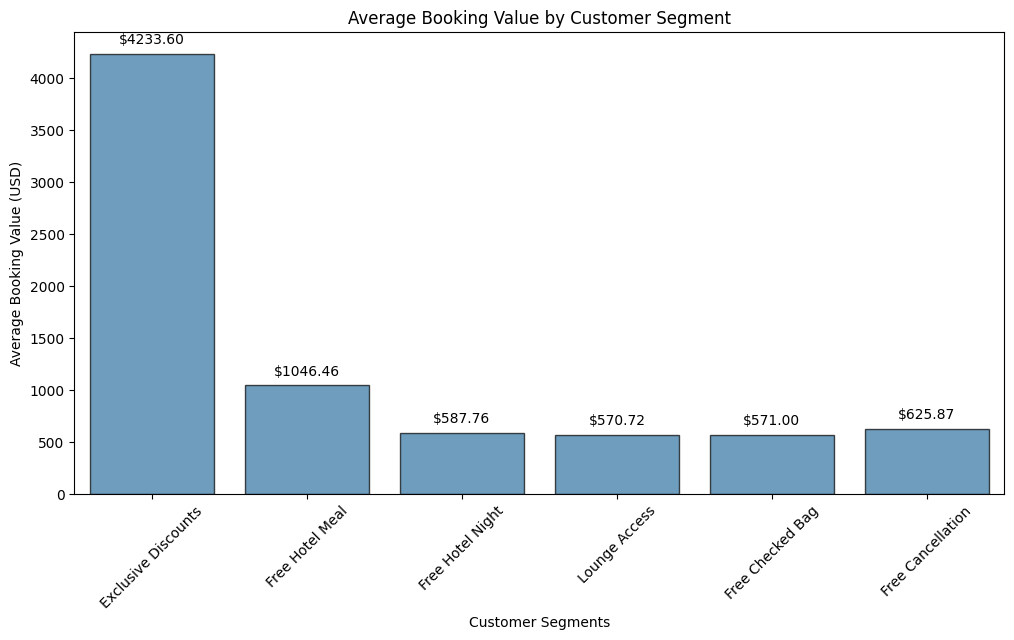 Average Booking Value by Customer Segment
Average Booking Value (USD)
4000
3500
3000
2500
2000
1500
1000
500
0
$4233.60
$1046.46
$587.76
$570.72
$571.00
$625.87
Exclusive Discounts
Free Hotel Meal
Free Hotel Night
Lounge Access
Free Checked Bag
Free Cancellation
Customer Segments